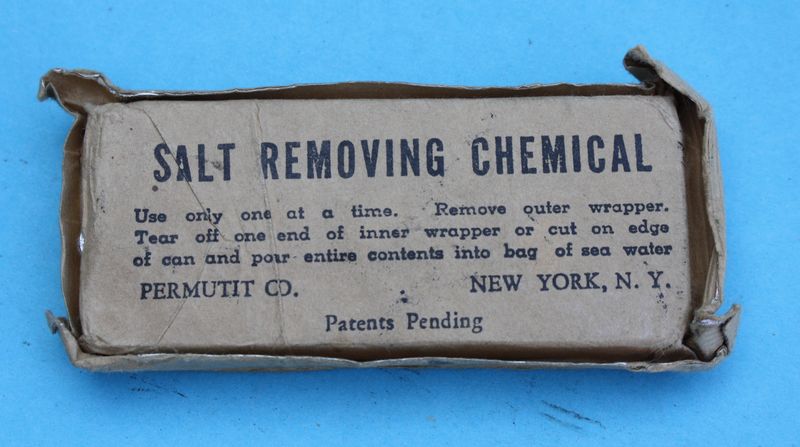 SALT REMOVING CHEMICAL
Use only one at a time. Remove outer wrapper.
Tear off one end of inner wrapper or cut on edge
of can and pour entire contents into bag of sea water
PERMUTIT CO. NEW YORK, N. Y.
Patents Pending